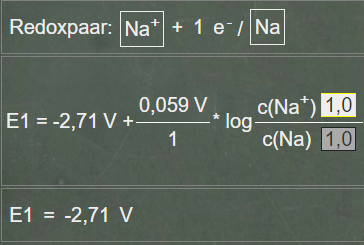 Redoxpaar: Na⁺ + 1 e⁻ / Na
E1 = -2,71 V + 0,059 V / 1 * log c(Na⁺) 1,0 / c(Na) 1,0
E1 = -2,71 V